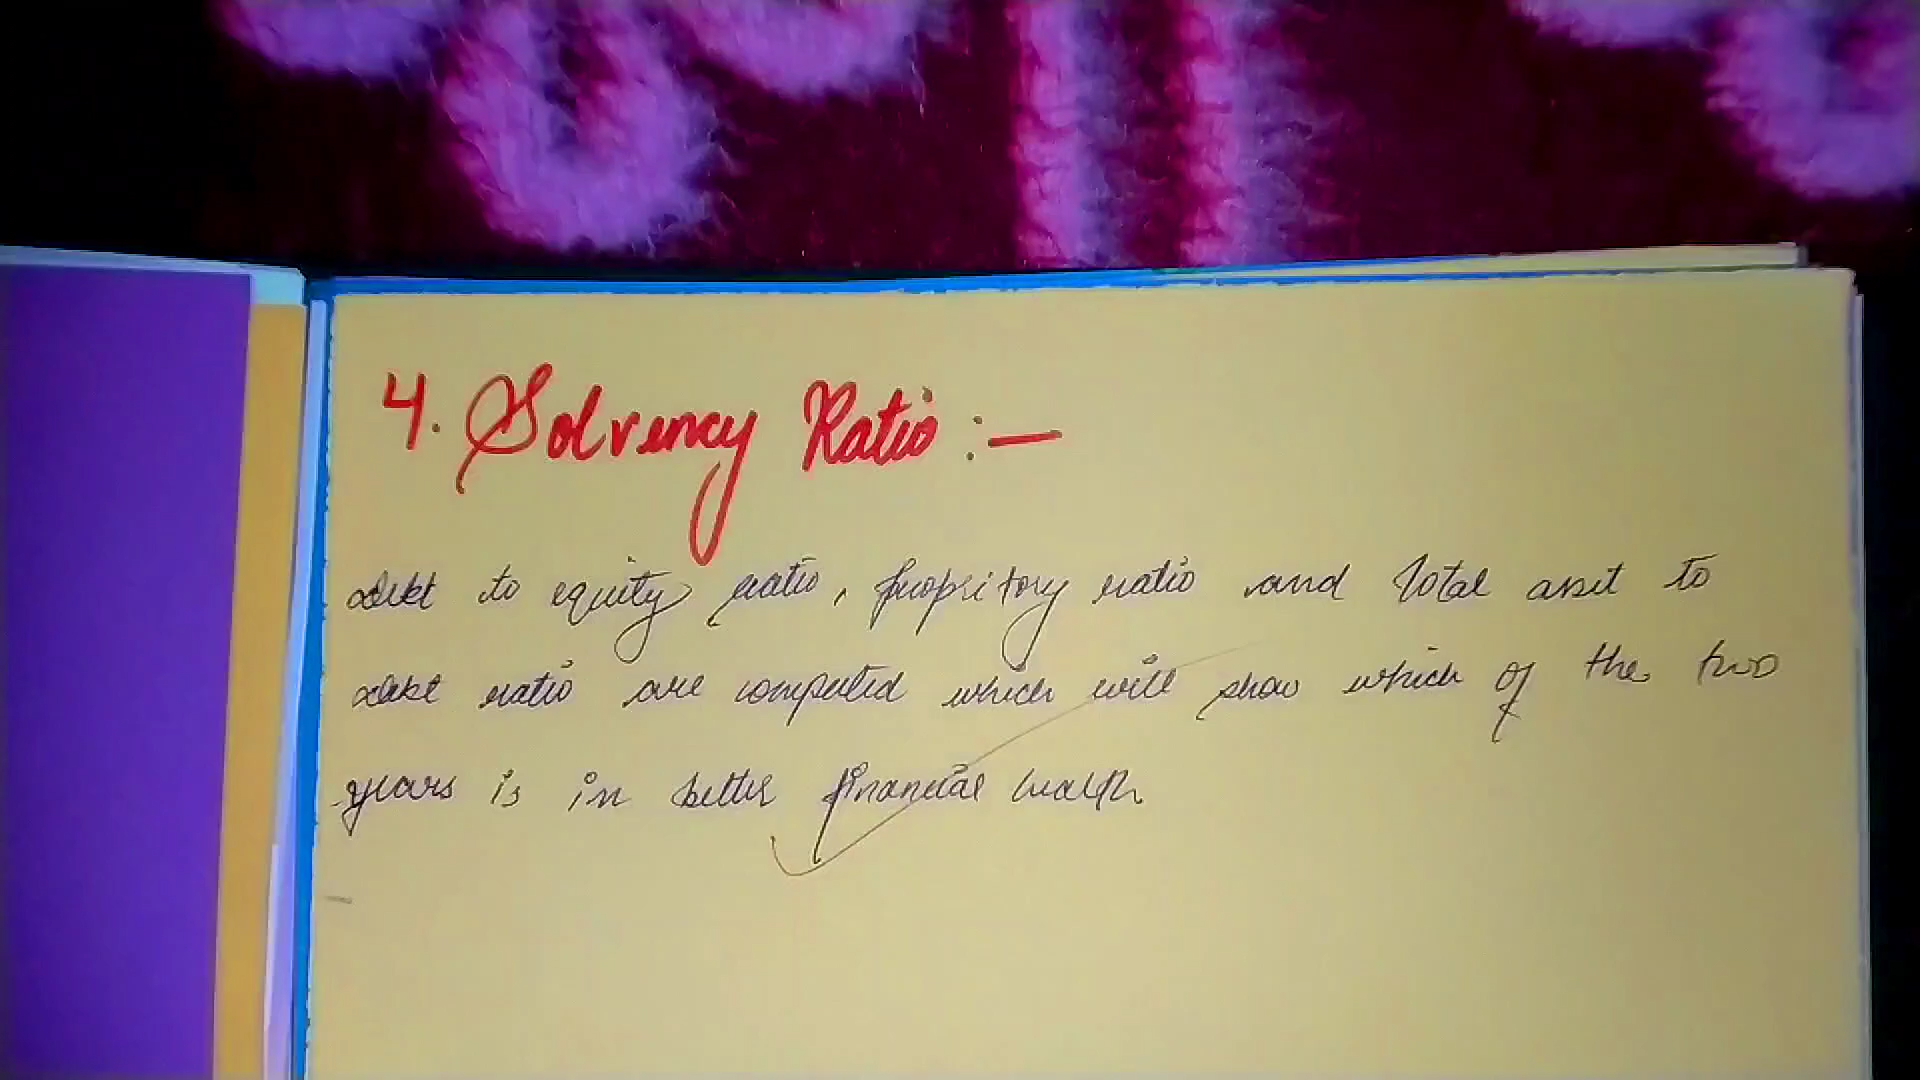 4. Solvency Ratio :-
debt to equity ratio, propritory ratio and total asset to
debt ratio are computed which will show which of the two
years is in better financial health